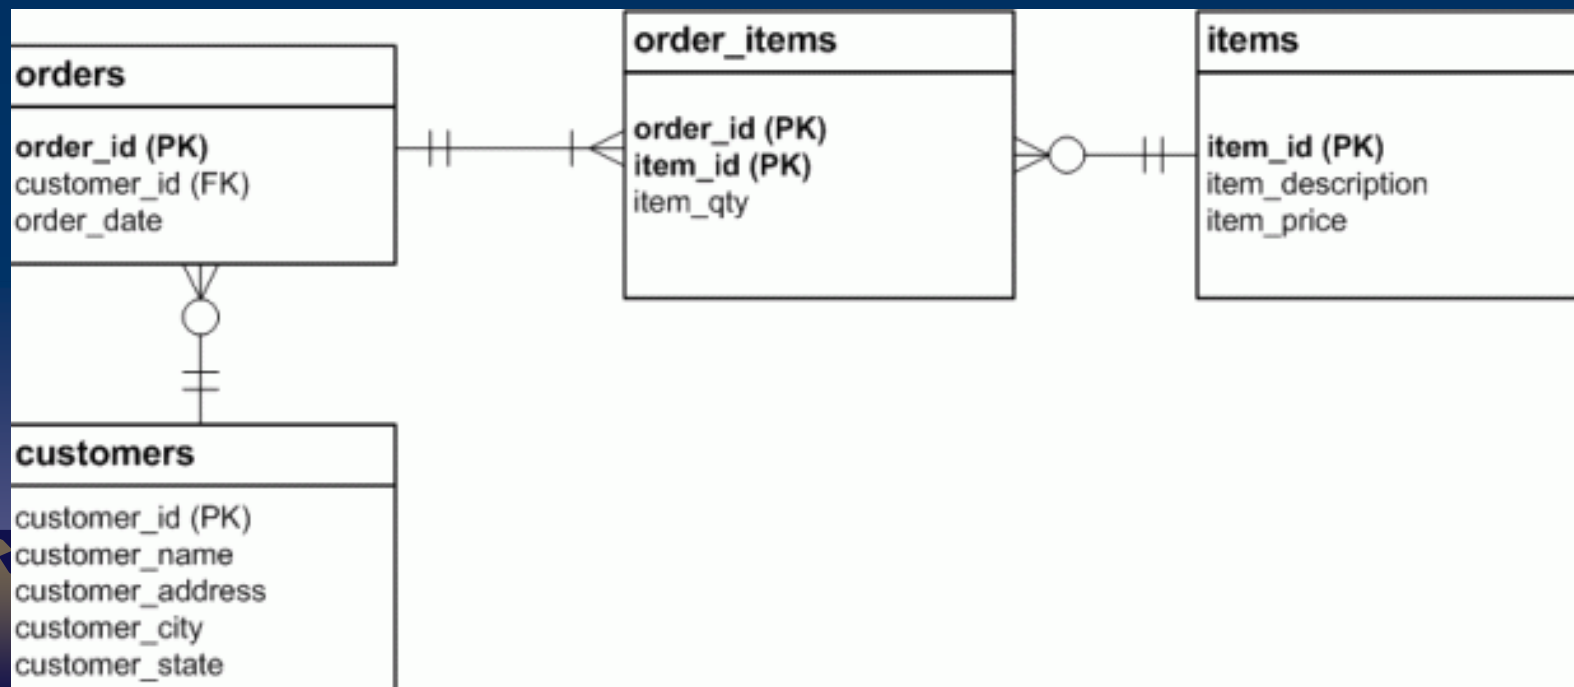 orders
order_id (PK)
customer_id (FK)
order_date
order_items
order_id (PK)
item_id (PK)
item_qty
items
item_id (PK)
item_description
item_price
customers
customer_id (PK)
customer_name
customer_address
customer_city
customer_state